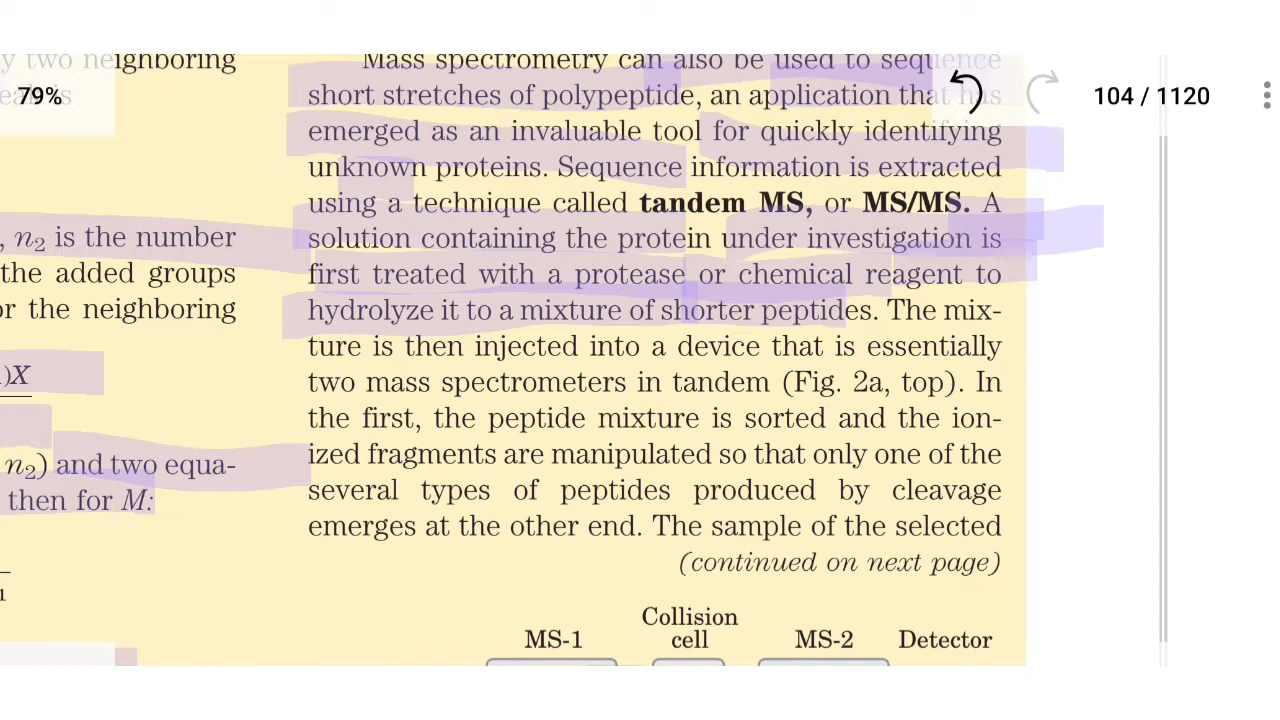 y two neighboring
79%
, n₂ is the number
the added groups
or the neighboring
)X
n₂) and two equa-
then for M:
1
Mass spectrometry can also be used to sequence
short stretches of polypeptide, an application that has
emerged as an invaluable tool for quickly identifying
unknown proteins. Sequence information is extracted
using a technique called tandem MS, or MS/MS. A
solution containing the protein under investigation is
first treated with a protease or chemical reagent to
hydrolyze it to a mixture of shorter peptides. The mix-
ture is then injected into a device that is essentially
two mass spectrometers in tandem (Fig. 2a, top). In
the first, the peptide mixture is sorted and the ion-
ized fragments are manipulated so that only one of the
several types of peptides produced by cleavage
emerges at the other end. The sample of the selected
(continued on next page)
Collision
MS-1 cell MS-2 Detector
104 / 1120